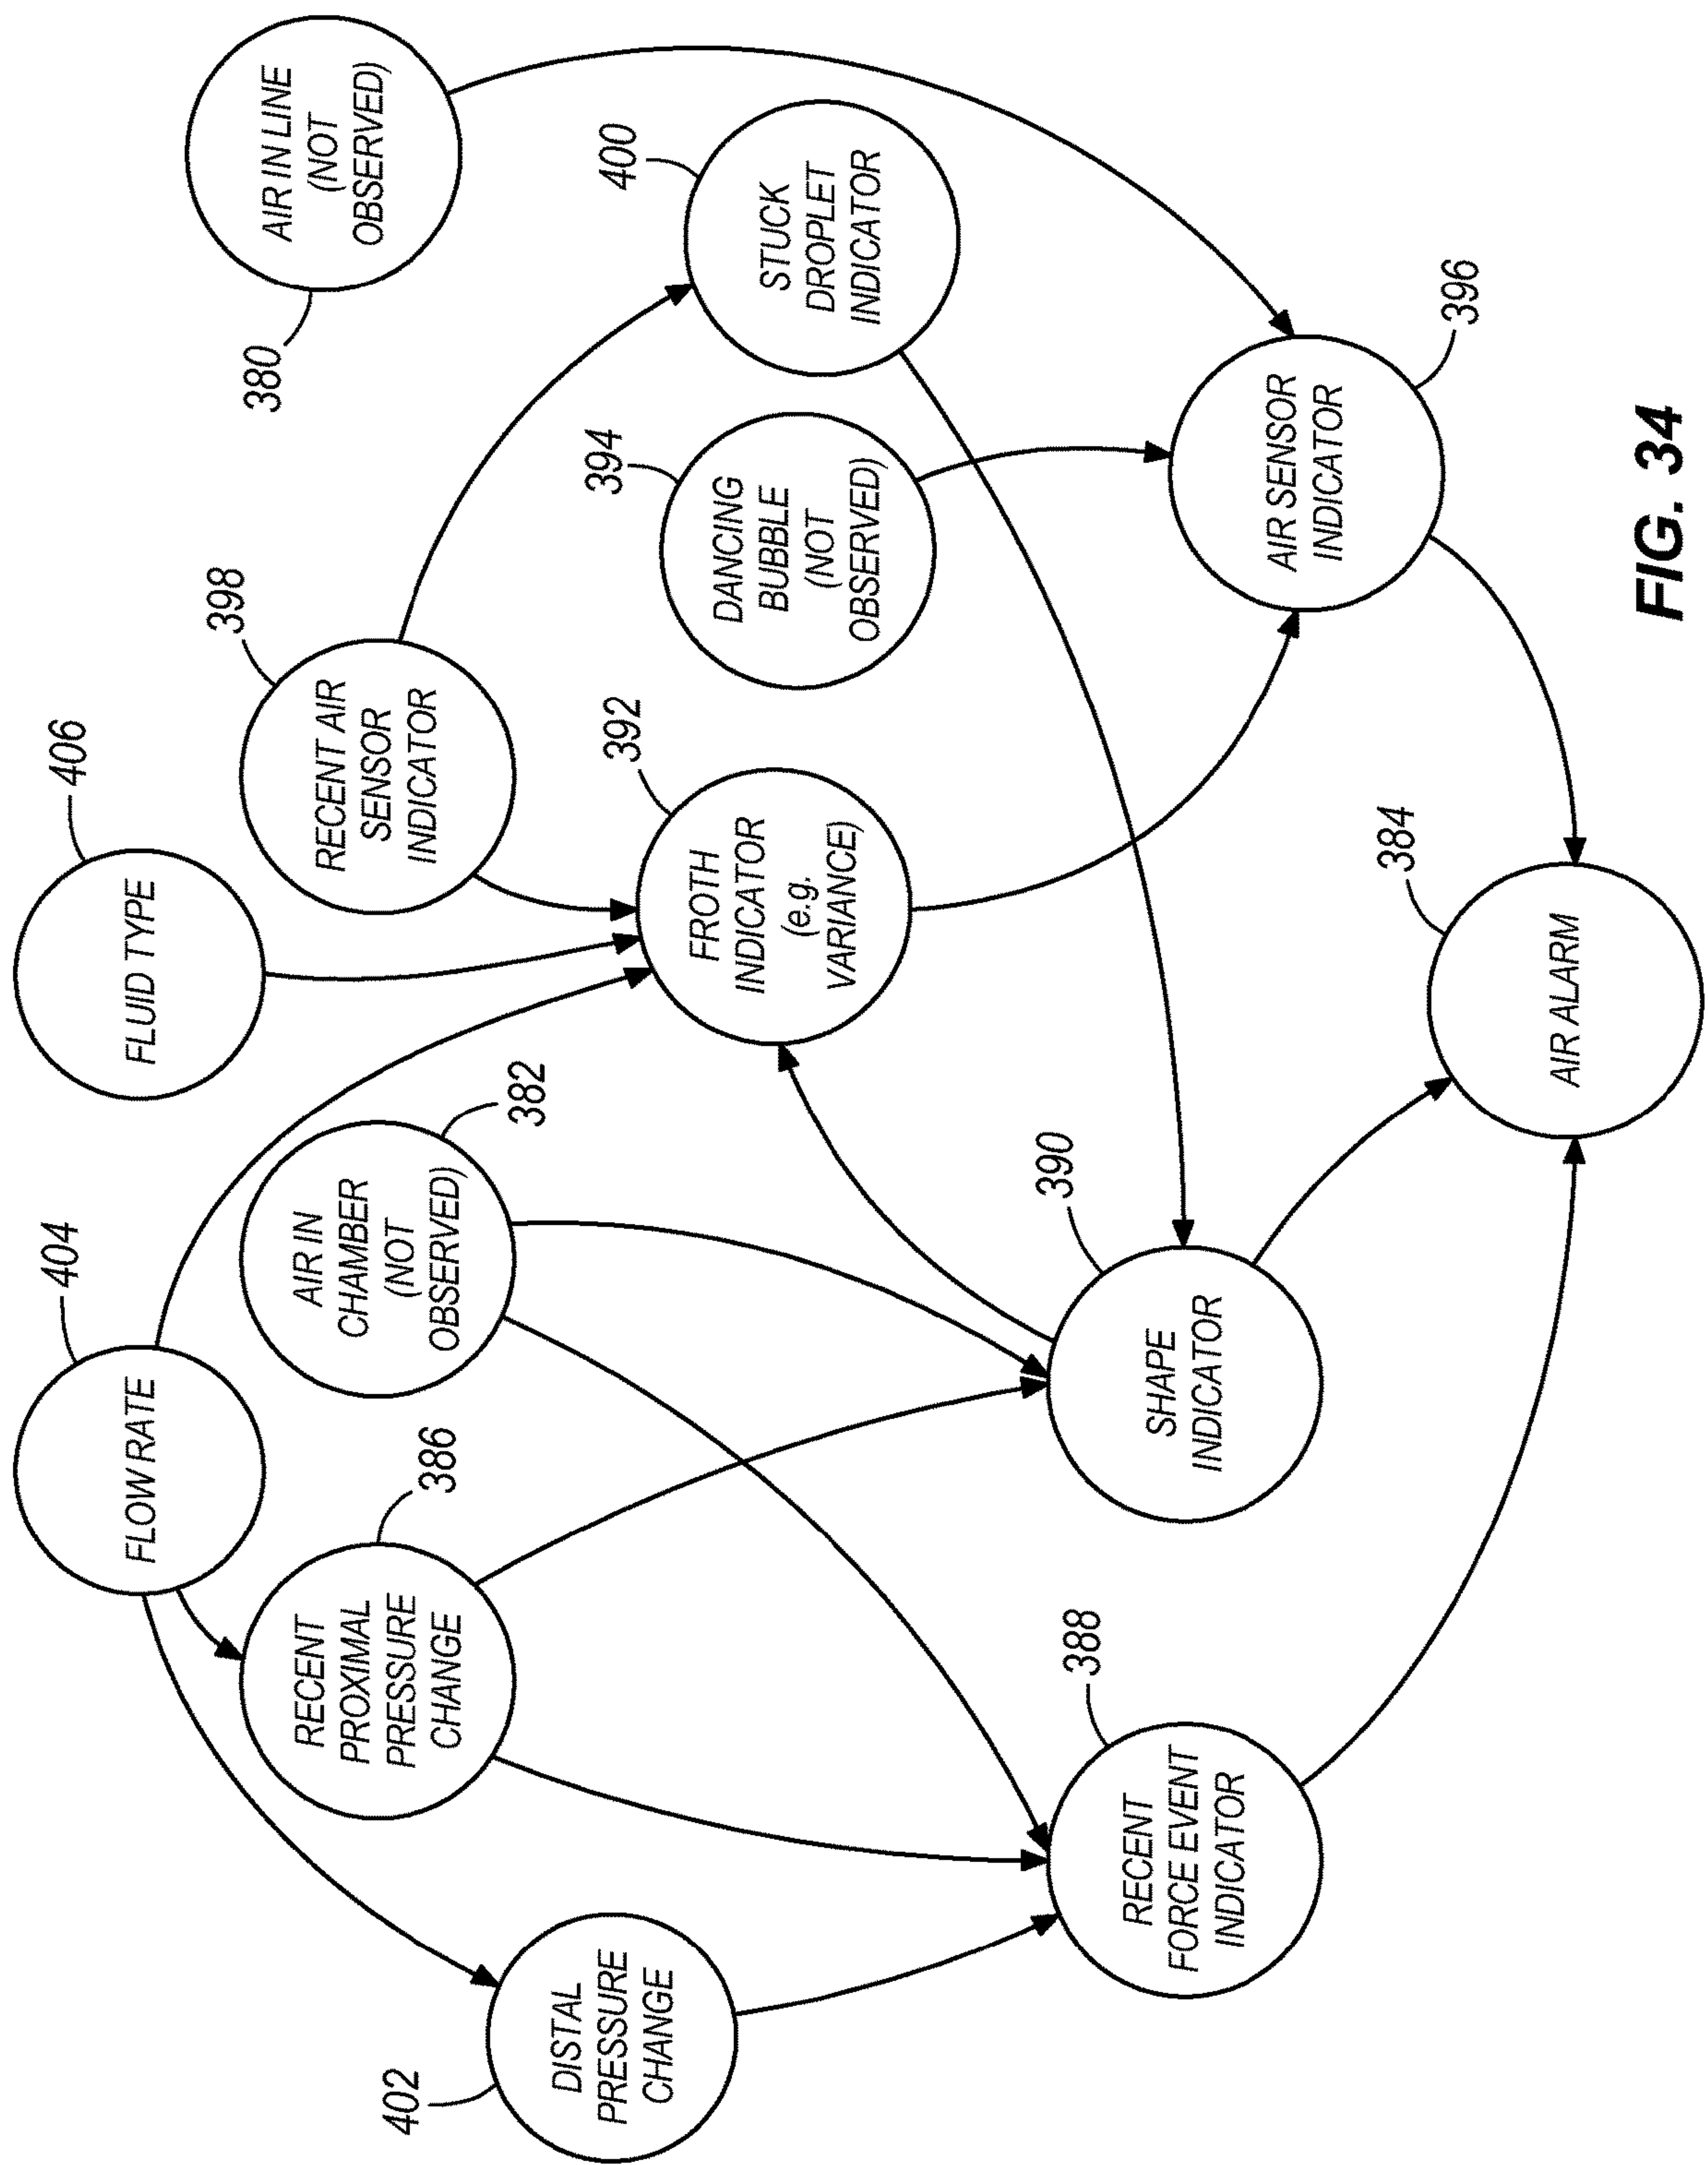 404
FLOW RATE
406
FLUID TYPE
402
DISTAL
PRESSURE
CHANGE
386
RECENT
PROXIMAL
PRESSURE
CHANGE
382
AIR IN
CHAMBER
(NOT
OBSERVED)
398
RECENT AIR
SENSOR
INDICATOR
380
AIR IN LINE
(NOT
OBSERVED)
392
FROTH
INDICATOR
(e.g.
VARIANCE)
394
DANCING
BUBBLE
(NOT
OBSERVED)
400
STUCK
DROPLET
INDICATOR
388
RECENT
FORCE EVENT
INDICATOR
390
SHAPE
INDICATOR
396
AIR SENSOR
INDICATOR
384
AIR ALARM
FIG. 34